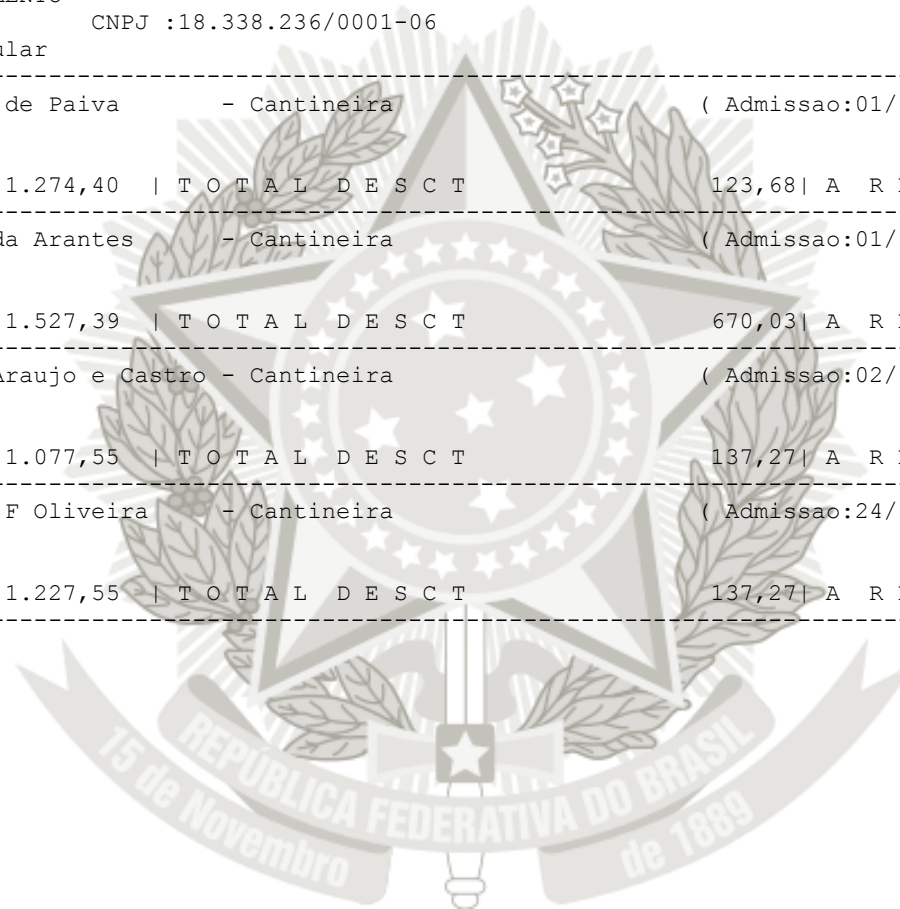 CNPJ :18.338.236/0001-06
de Paiva - Cantineira ( Admissao:01/
1.274,40 | T O T A L D E S C T 123,68| A R
da Arantes - Cantineira ( Admissao:01/
1.527,39 | T O T A L D E S C T 670,03| A R
Araujo e Castro - Cantineira ( Admissao:02/
1.077,55 | T O T A L D E S C T 137,27| A R
F Oliveira - Cantineira ( Admissao:24/
1.227,55 | T O T A L D E S C T 137,27| A R
REPÚBLICA FEDERATIVA DO BRASIL
15 de Novembro de 1889